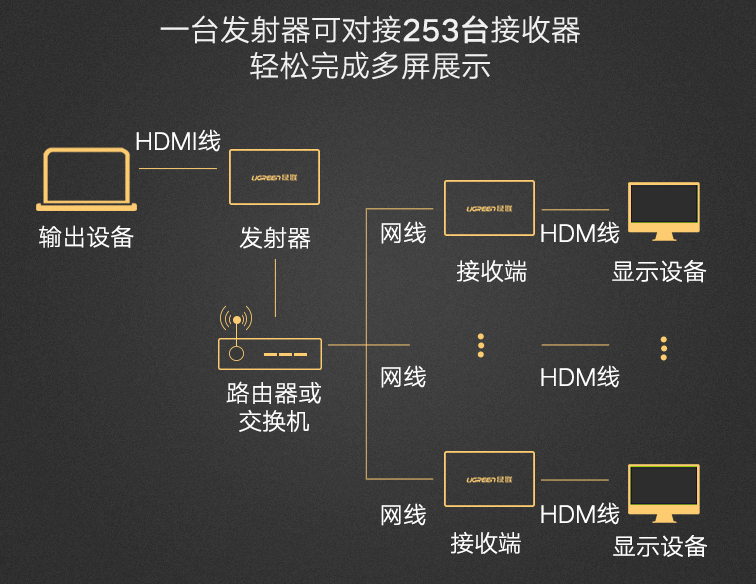 一台发射器可对接253台接收器
轻松完成多屏展示
HDMI线
UGREEN绿联
输出设备
发射器
UGREEN绿联
网线
HDM线
接收端
显示设备
路由器或
交换机
网线
HDM线
UGREEN绿联
网线
HDM线
接收端
显示设备